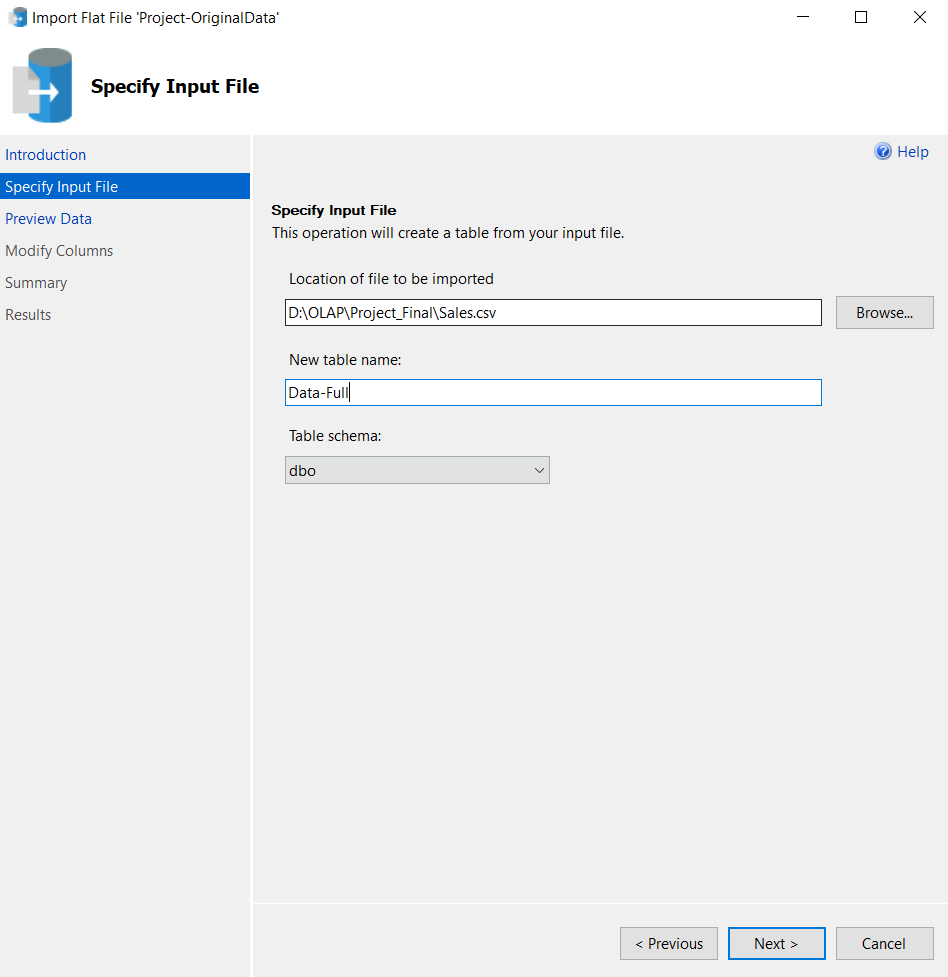 Import Flat File 'Project-OriginalData'
Specify Input File
Introduction
Specify Input File
Preview Data
Modify Columns
Summary
Results
Help
Specify Input File
This operation will create a table from your input file.
Location of file to be imported
D:\OLAP\Project_Final\Sales.csv
Browse...
New table name:
Data-Full
Table schema:
dbo
< Previous
Next >
Cancel